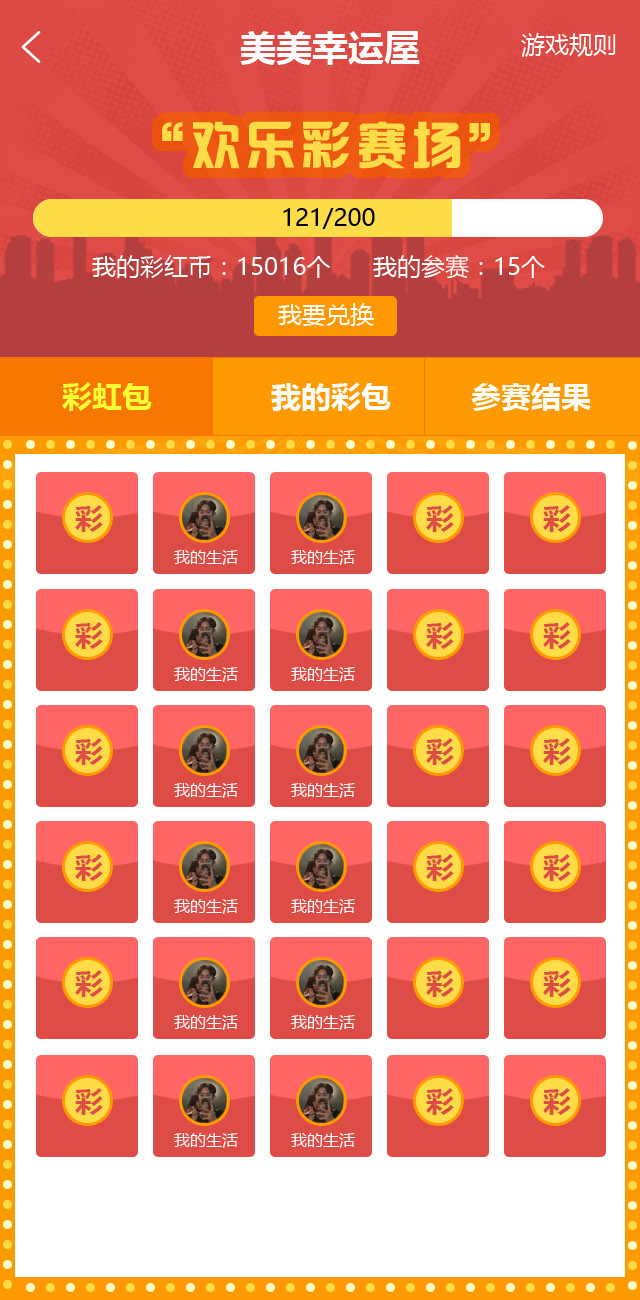 美美幸运屋 游戏规则
“欢乐彩赛场”
121/200
我的彩红币：15016个 我的参赛：15个
我要兑换
彩虹包 我的彩包 参赛结果
彩 彩 彩
我的生活 我的生活
彩 彩 彩
我的生活 我的生活
彩 彩 彩
我的生活 我的生活
彩 彩 彩
我的生活 我的生活
彩 彩 彩
我的生活 我的生活
彩 彩 彩
我的生活 我的生活